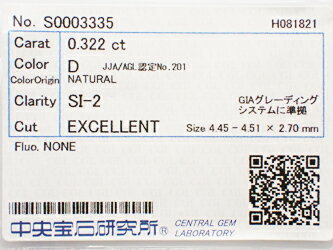 No. S0003335 H081821
Carat 0.322 ct
Color D JJA/AGL認定No.201
ColorOrigin NATURAL
Clarity SI-2 GIAグレーディング
システムに準拠
Cut EXCELLENT Size 4.45 - 4.51 × 2.70 mm
Fluo. NONE
中央宝石研究所® CENTRAL GEM
LABORATORY